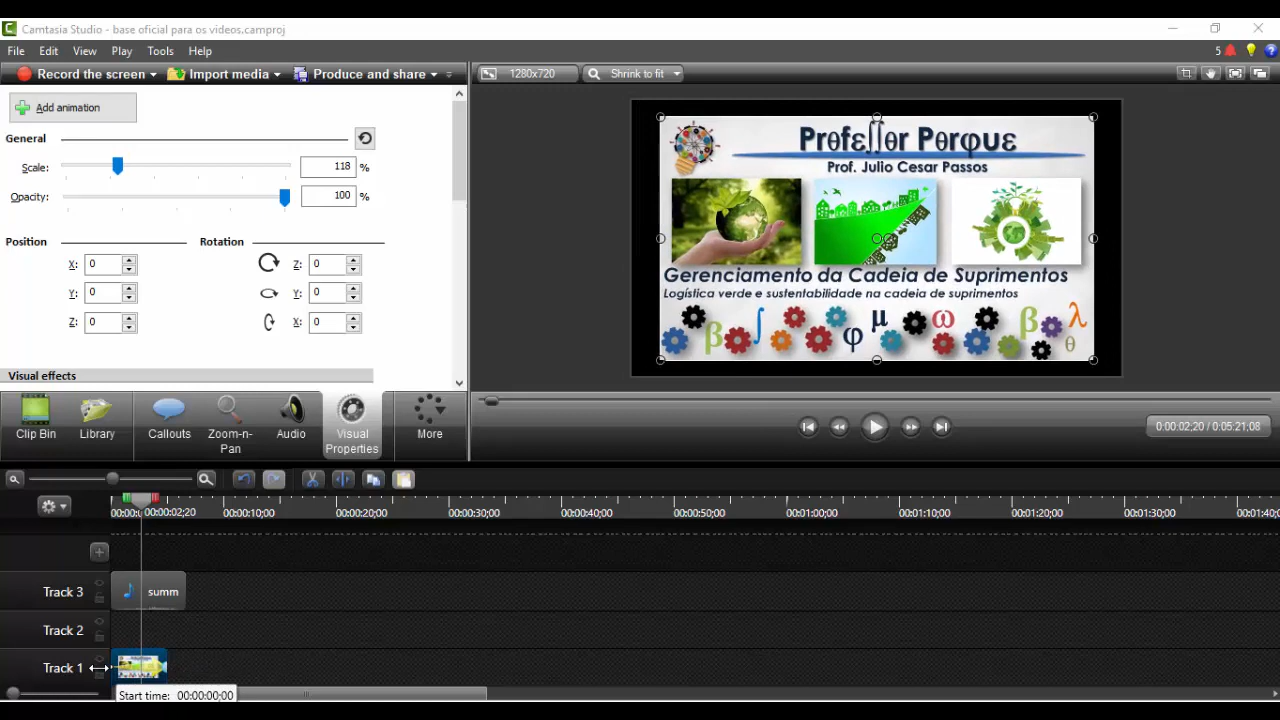 Camtasia Studio - base oficial para os videos.camproj
File Edit View Play Tools Help 5
Record the screen Import media Produce and share 1280x720 Shrink to fit
Add animation
General
Scale: 118 %
Opacity: 100 %
Position Rotation
X: 0 Z: 0
Y: 0 Y: 0
Z: 0 X: 0
Visual effects
Profe∫∫or Porφue
Prof. Julio Cesar Passos
Gerenciamento da Cadeia de Suprimentos
Logística verde e sustentabilidade na cadeia de suprimentos
β ∫ φ μ ω β λ θ
Clip Bin Library Callouts Zoom-n-Pan Audio Visual Properties More
0:00:02;20 / 0:05:21;08
00:00:02;20 00:00:10;00 00:00:20;00 00:00:30;00 00:00:40;00 00:00:50;00 00:01:00;00 00:01:10;00 00:01:20;00 00:01:30;00
Track 3 summ
Track 2
Track 1
Start time: 00:00:00;00